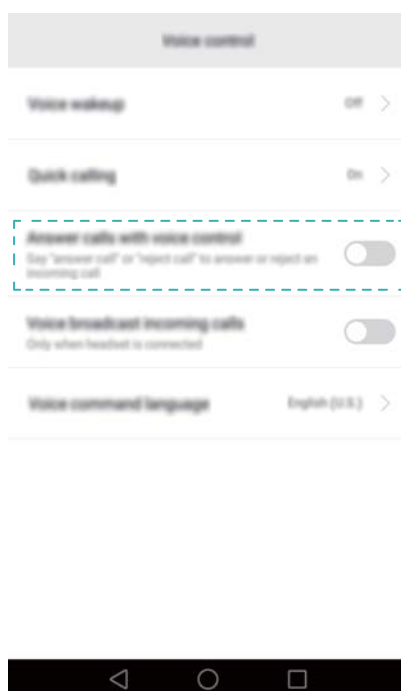 Voice control
Voice wakeup
Off
Quick calling
On
Answer calls with voice control
Say "answer call" or "reject call" to answer or reject an
incoming call
Voice broadcast incoming calls
Only when headset is connected
Voice command language
English (U.S.)